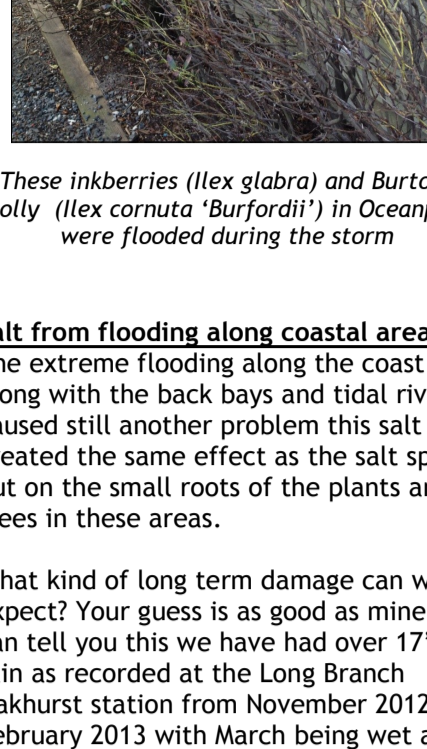 These inkberries (Ilex glabra) and Burto
olly (Ilex cornuta ‘Burfordii’) in Oceanp
were flooded during the storm
alt from flooding along coastal area
he extreme flooding along the coast
ong with the back bays and tidal riv
aused still another problem this salt
reated the same effect as the salt sp
ut on the small roots of the plants an
ees in these areas.
hat kind of long term damage can w
xpect? Your guess is as good as mine
an tell you this we have had over 17’
in as recorded at the Long Branch
akhurst station from November 2012
ebruary 2013 with March being wet a